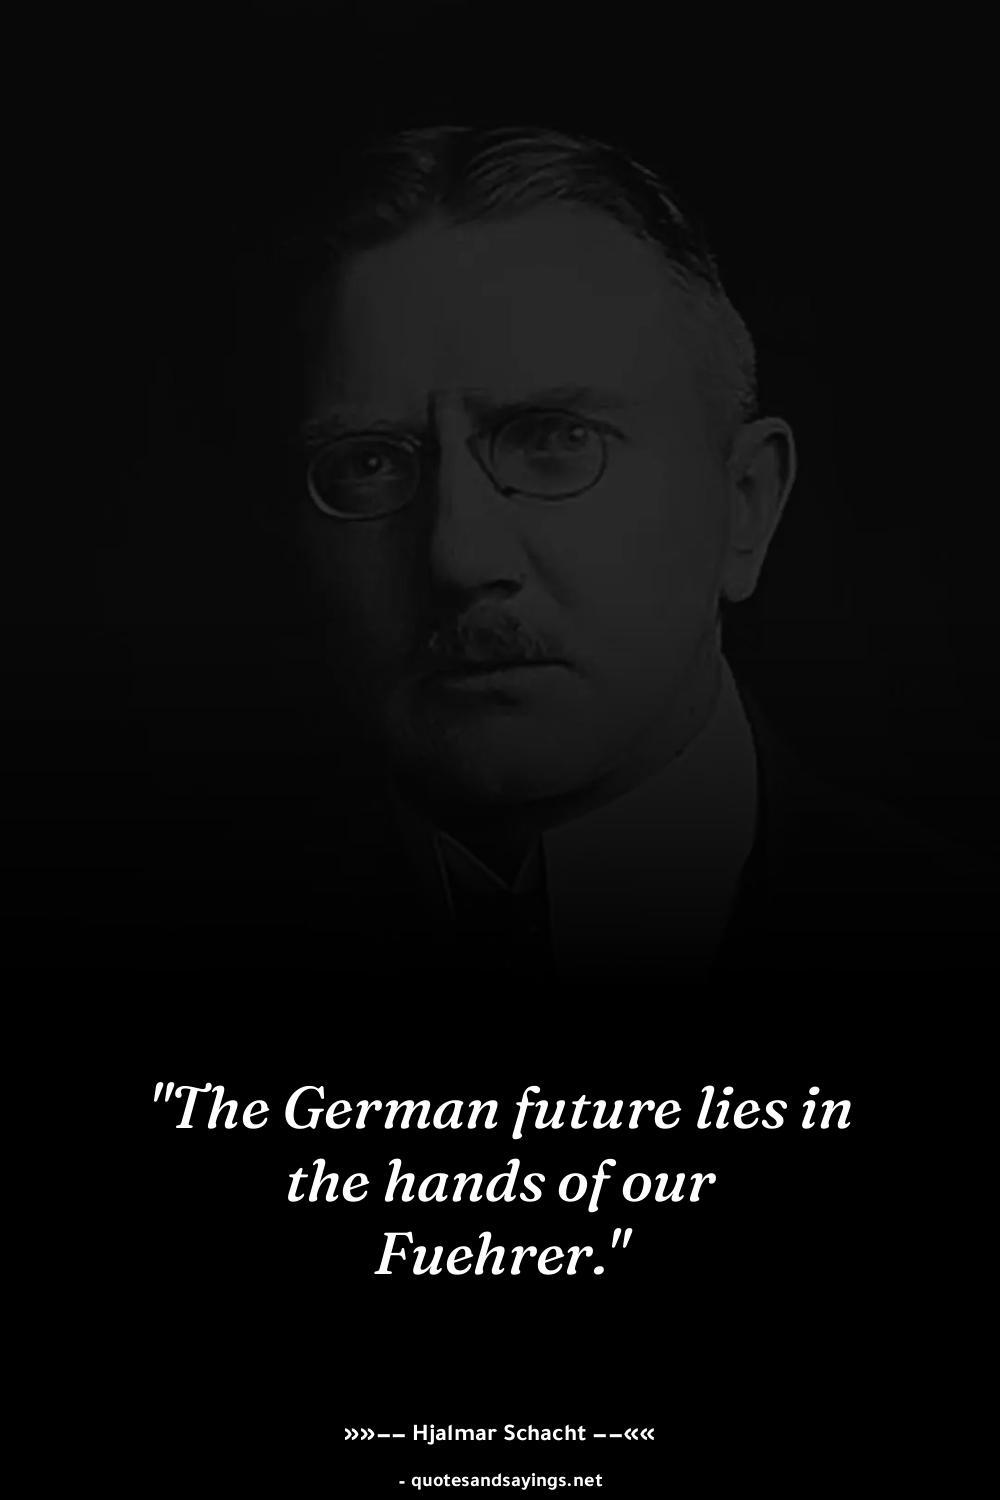 "The German future lies in
the hands of our
Fuehrer."
»»–– Hjalmar Schacht ––««
- quotesandsayings.net